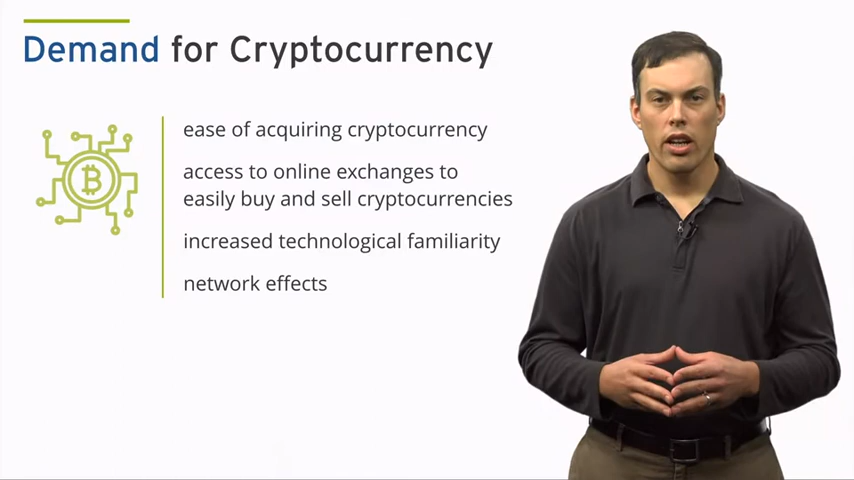 Demand for Cryptocurrency
ease of acquiring cryptocurrency
access to online exchanges to
easily buy and sell cryptocurrencies
increased technological familiarity
network effects